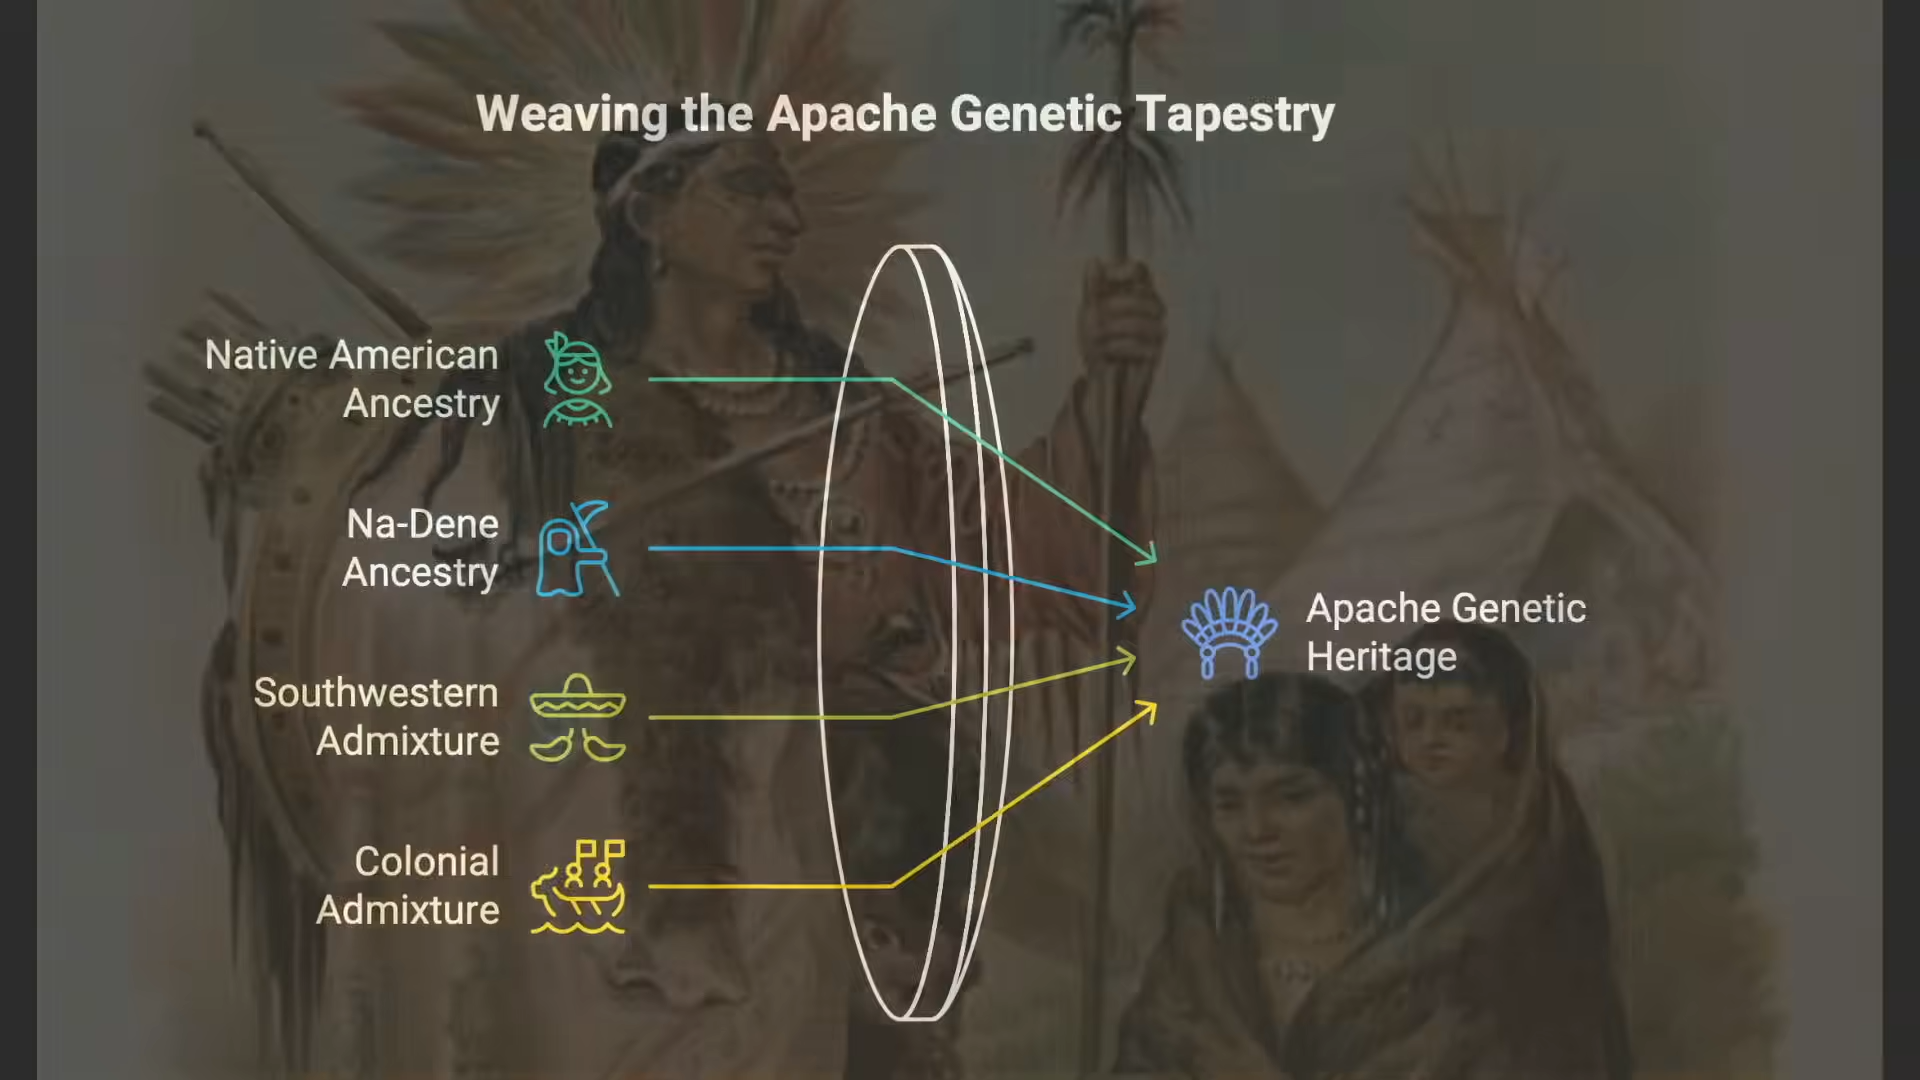 Weaving the Apache Genetic Tapestry
Native American
Ancestry
Na-Dene
Ancestry
Southwestern
Admixture
Colonial
Admixture
Apache Genetic
Heritage